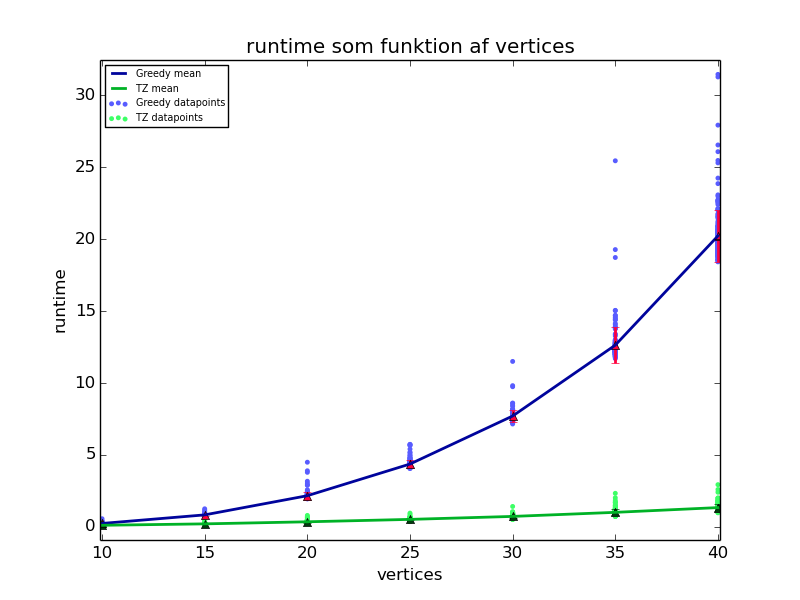 runtime som funktion af vertices
Greedy mean
TZ mean
Greedy datapoints
TZ datapoints
30
25
20
15
10
5
0
runtime
10 15 20 25 30 35 40
vertices